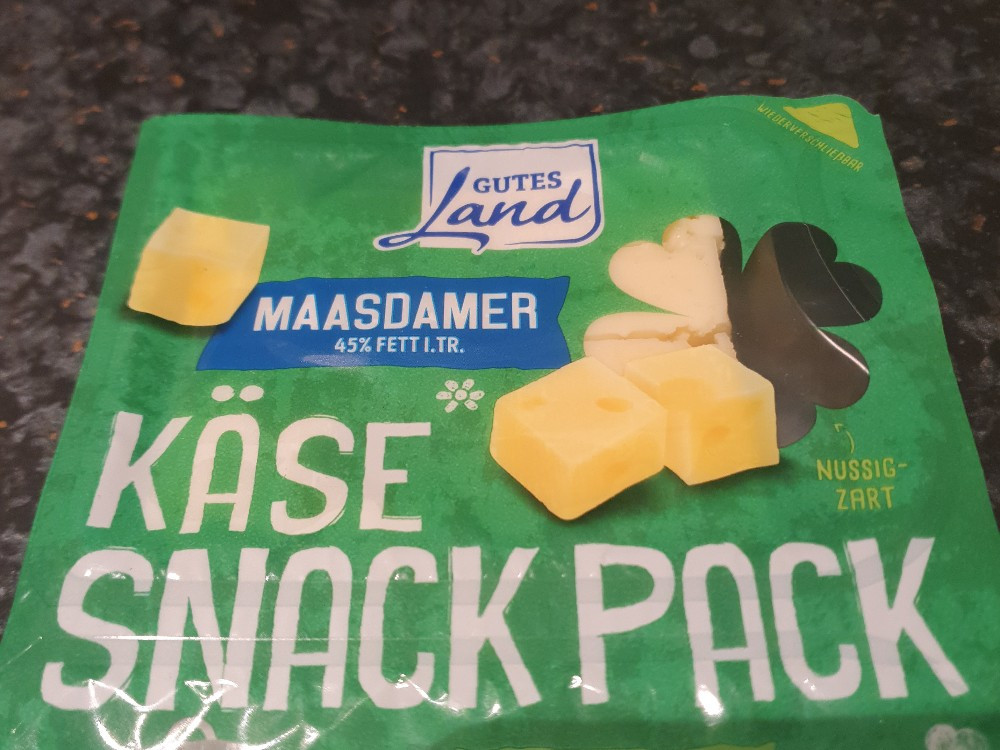 WIEDERVERSCHLIEẞBAR
GUTES
Land
MAASDAMER
45% FETT I.TR.
KÄSE
NUSSIG-
ZART
SNACK PACK